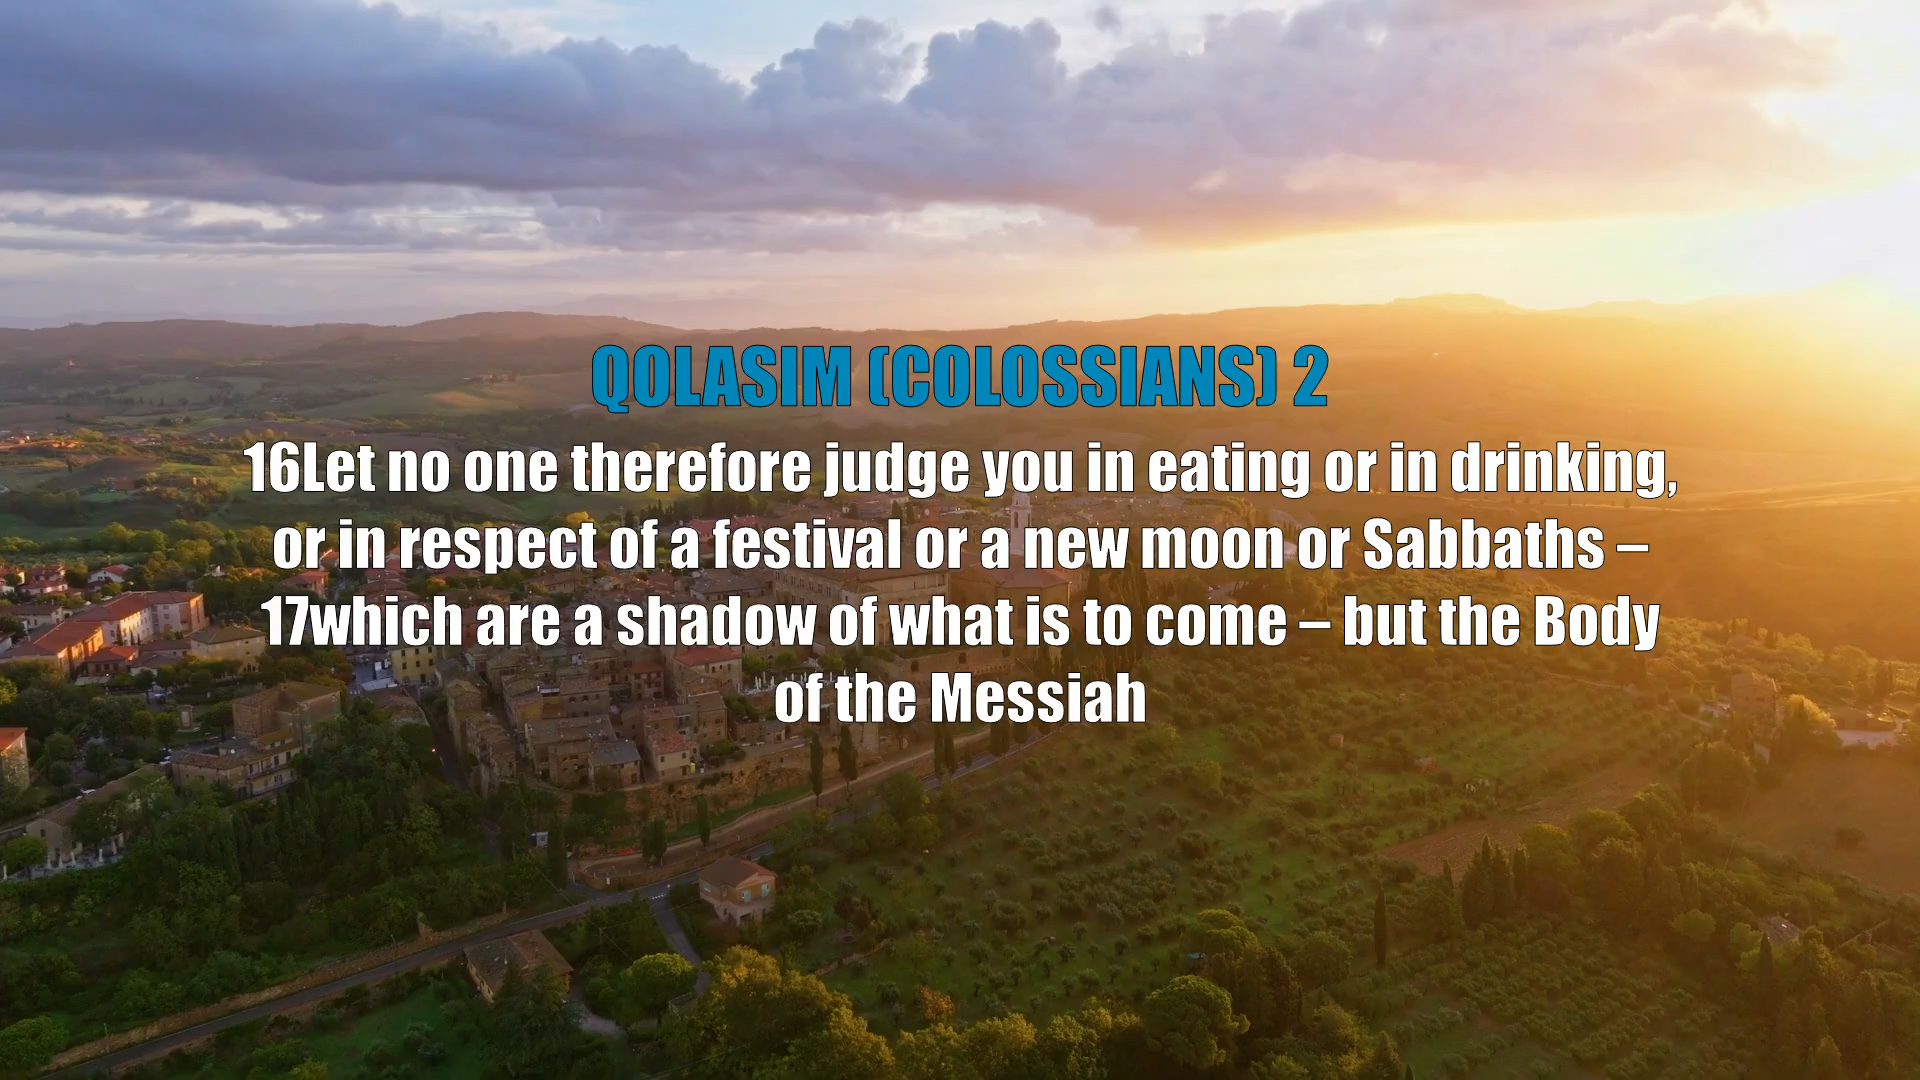 QOLASIM (COLOSSIANS) 2
16Let no one therefore judge you in eating or in drinking,
or in respect of a festival or a new moon or Sabbaths –
17which are a shadow of what is to come – but the Body
of the Messiah